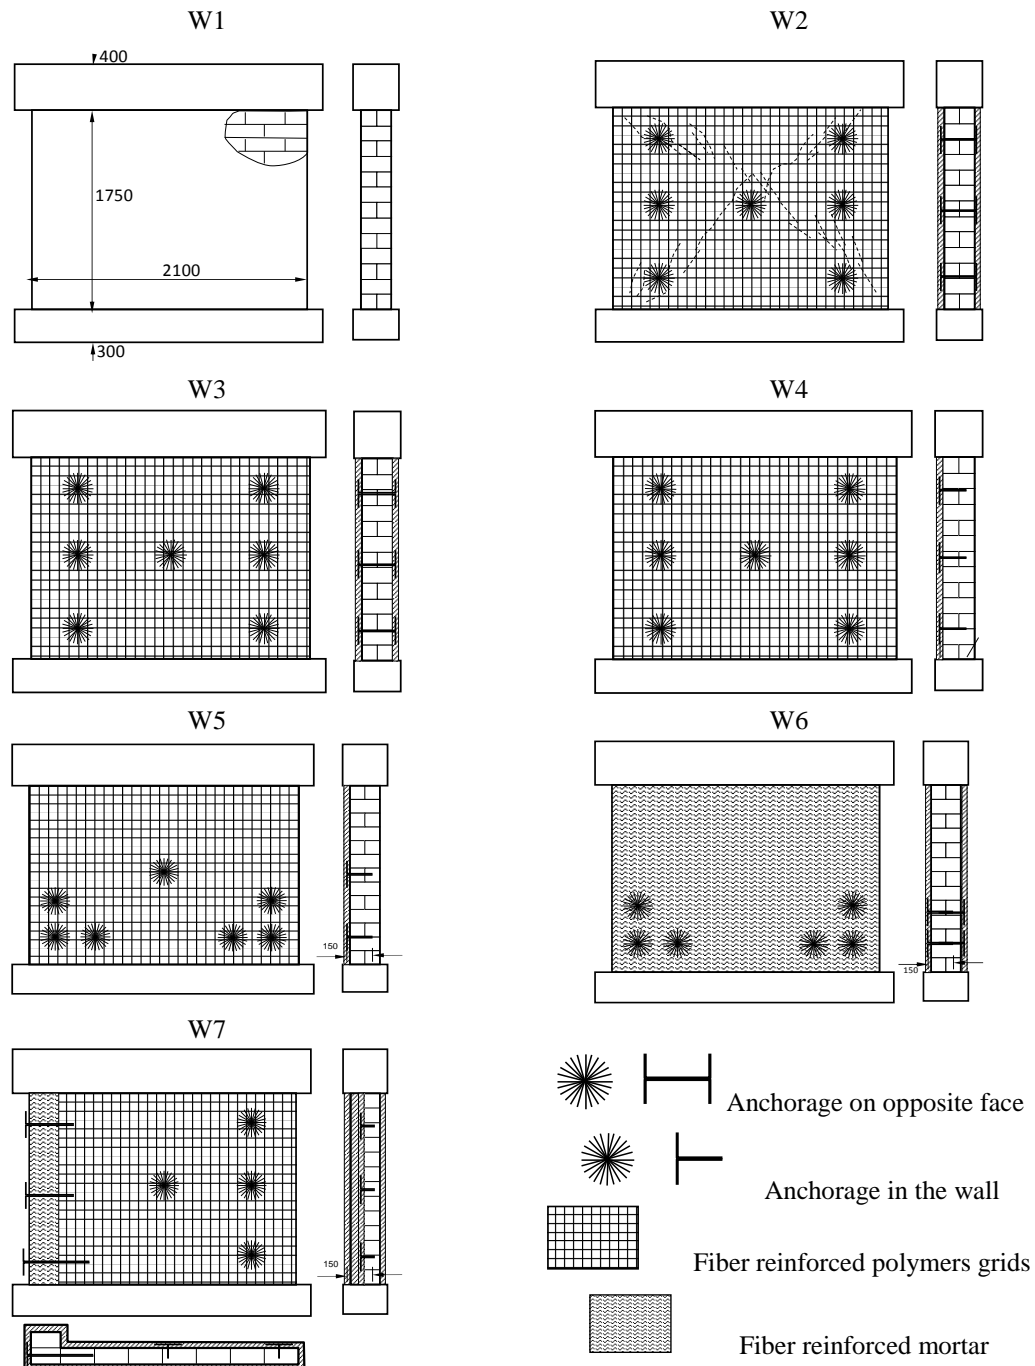 W1
W2
400
1750
2100
300
W3
W4
W5
W6
150
150
W7
150
Anchorage on opposite face
Anchorage in the wall
Fiber reinforced polymers grids
Fiber reinforced mortar